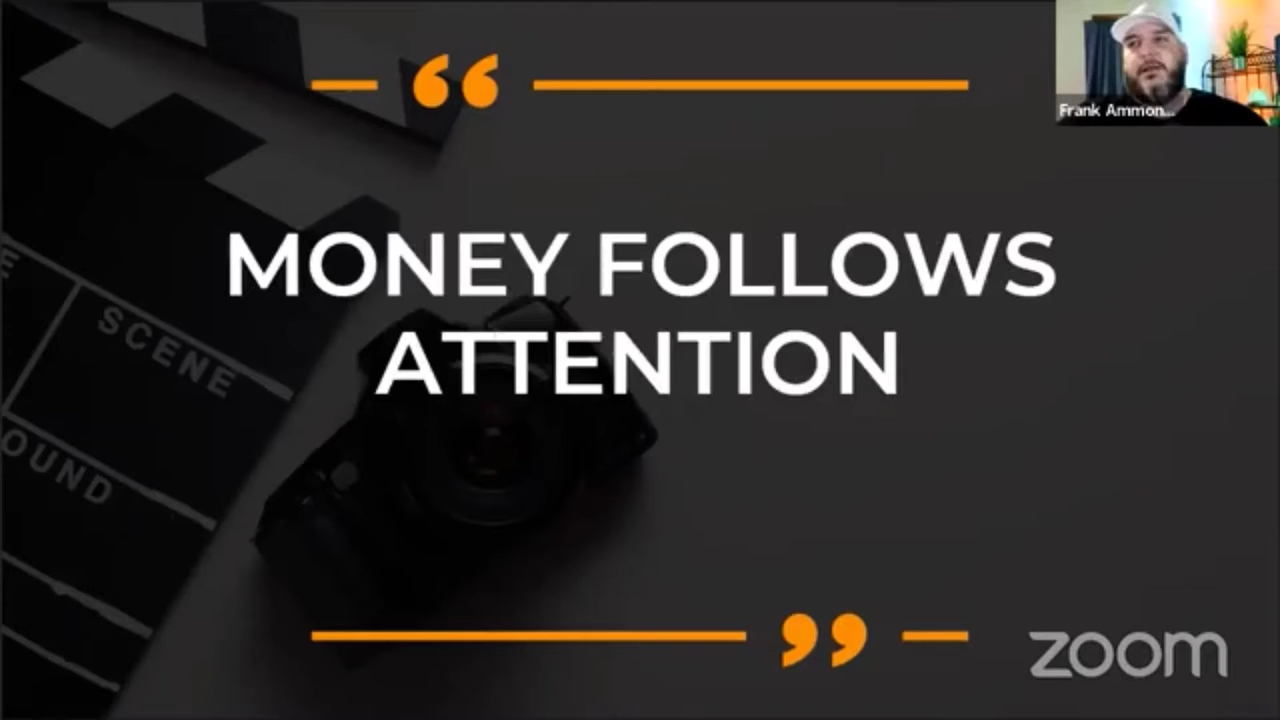 Frank Ammon...
MONEY FOLLOWS
ATTENTION
SCENE
OUND
zoom